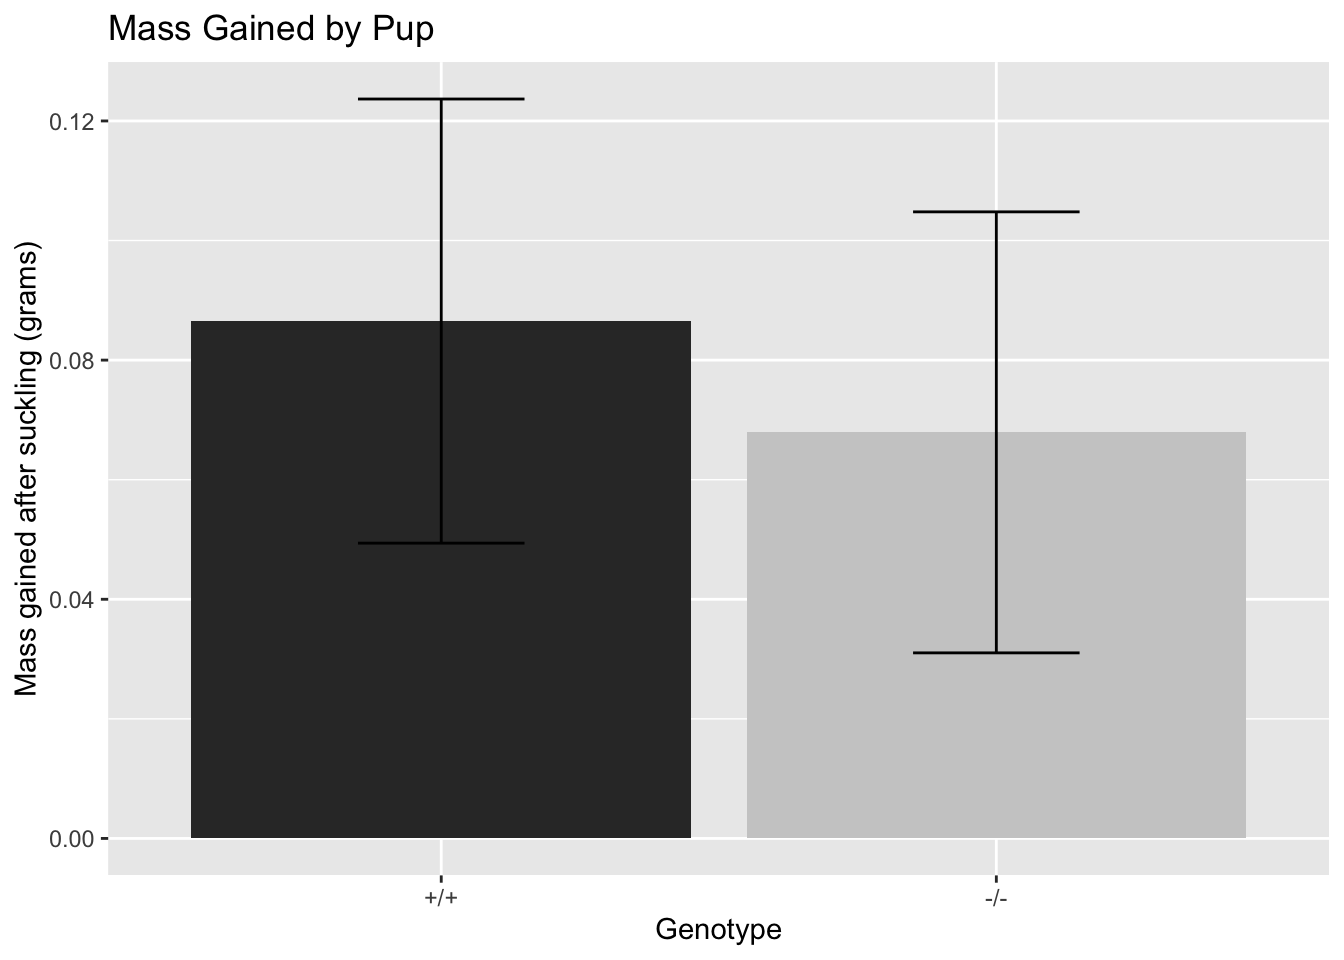 Mass Gained by Pup
Mass gained after suckling (grams)
0.12
0.08
0.04
0.00
+/+
-/-
Genotype